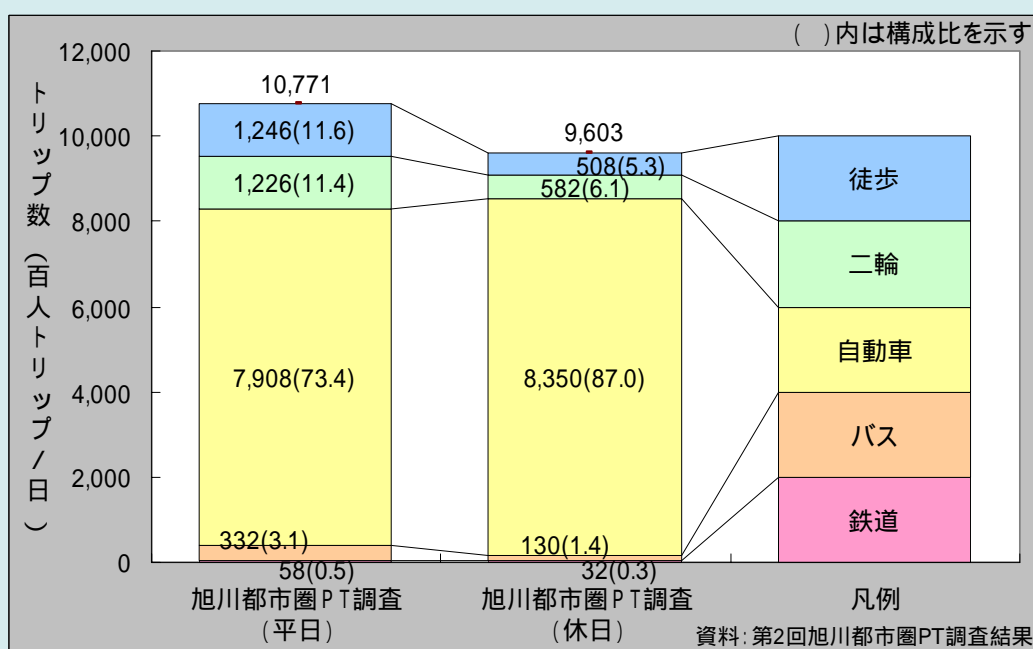 ( )内は構成比を示す
トリップ数（百人トリップ/日）
12,000
10,000
8,000
6,000
4,000
2,000
0
10,771
1,246(11.6)
1,226(11.4)
7,908(73.4)
332(3.1)
58(0.5)
9,603
508(5.3)
582(6.1)
8,350(87.0)
130(1.4)
32(0.3)
徒歩
二輪
自動車
バス
鉄道
旭川都市圏PT調査
(平日)
旭川都市圏PT調査
(休日)
凡例
資料:第2回旭川都市圏PT調査結果